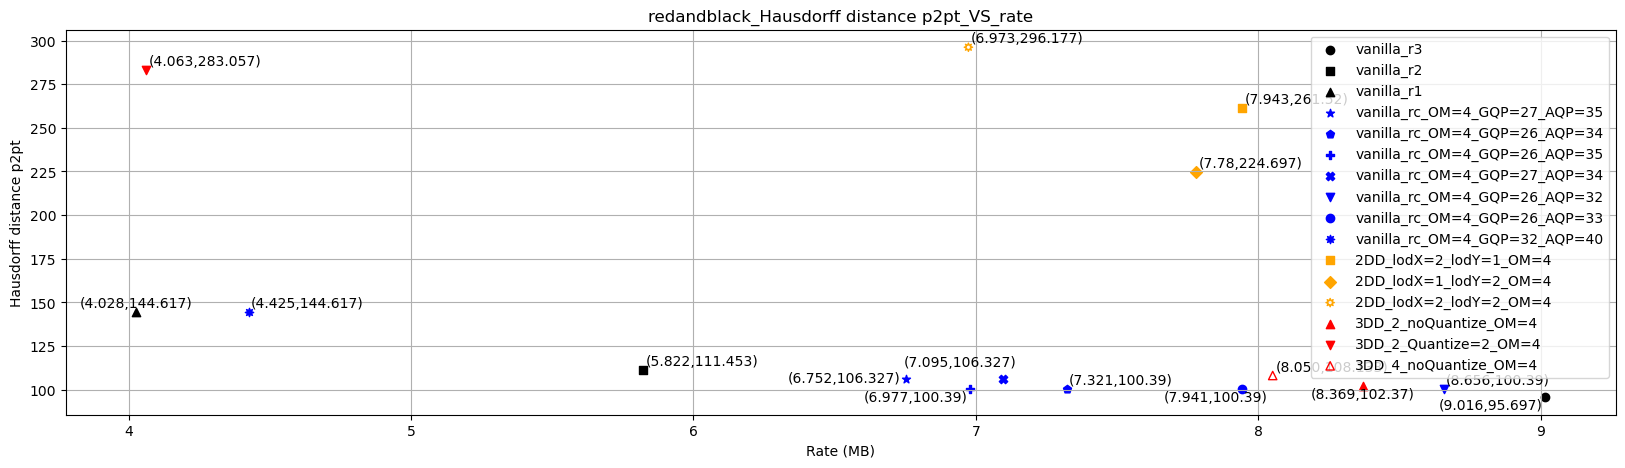 redandblack_Hausdorff distance p2pt_VS_rate
Hausdorff distance p2pt
300
275
250
225
200
175
150
125
100
(4.063,283.057)
(6.973,296.177)
(7.943,261.52)
(7.78,224.697)
(4.028,144.617)
(4.425,144.617)
(5.822,111.453)
(7.095,106.327)
(6.752,106.327)
(6.977,100.39)
(7.321,100.39)
(7.941,100.39)
(8.369,102.37)
(8.656,100.39)
(9.016,95.697)
vanilla_r3
vanilla_r2
vanilla_r1
vanilla_rc_OM=4_GQP=27_AQP=35
vanilla_rc_OM=4_GQP=26_AQP=34
vanilla_rc_OM=4_GQP=26_AQP=35
vanilla_rc_OM=4_GQP=27_AQP=34
vanilla_rc_OM=4_GQP=26_AQP=32
vanilla_rc_OM=4_GQP=26_AQP=33
vanilla_rc_OM=4_GQP=32_AQP=40
2DD_lodX=2_lodY=1_OM=4
2DD_lodX=1_lodY=2_OM=4
2DD_lodX=2_lodY=2_OM=4
3DD_2_noQuantize_OM=4
3DD_2_Quantize=2_OM=4
3DD_4_noQuantize_OM=4
4
5
6
7
8
9
Rate (MB)